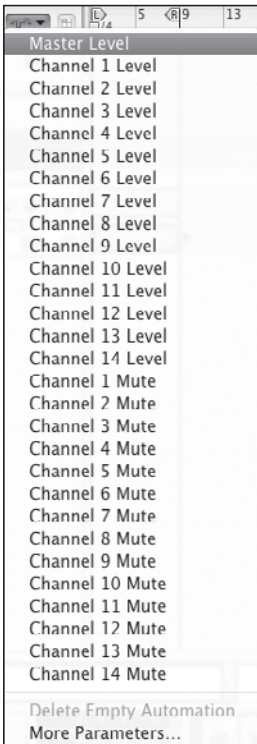 L 5 R 9 13
1/4
Master Level
Channel 1 Level
Channel 2 Level
Channel 3 Level
Channel 4 Level
Channel 5 Level
Channel 6 Level
Channel 7 Level
Channel 8 Level
Channel 9 Level
Channel 10 Level
Channel 11 Level
Channel 12 Level
Channel 13 Level
Channel 14 Level
Channel 1 Mute
Channel 2 Mute
Channel 3 Mute
Channel 4 Mute
Channel 5 Mute
Channel 6 Mute
Channel 7 Mute
Channel 8 Mute
Channel 9 Mute
Channel 10 Mute
Channel 11 Mute
Channel 12 Mute
Channel 13 Mute
Channel 14 Mute
Delete Empty Automation
More Parameters...